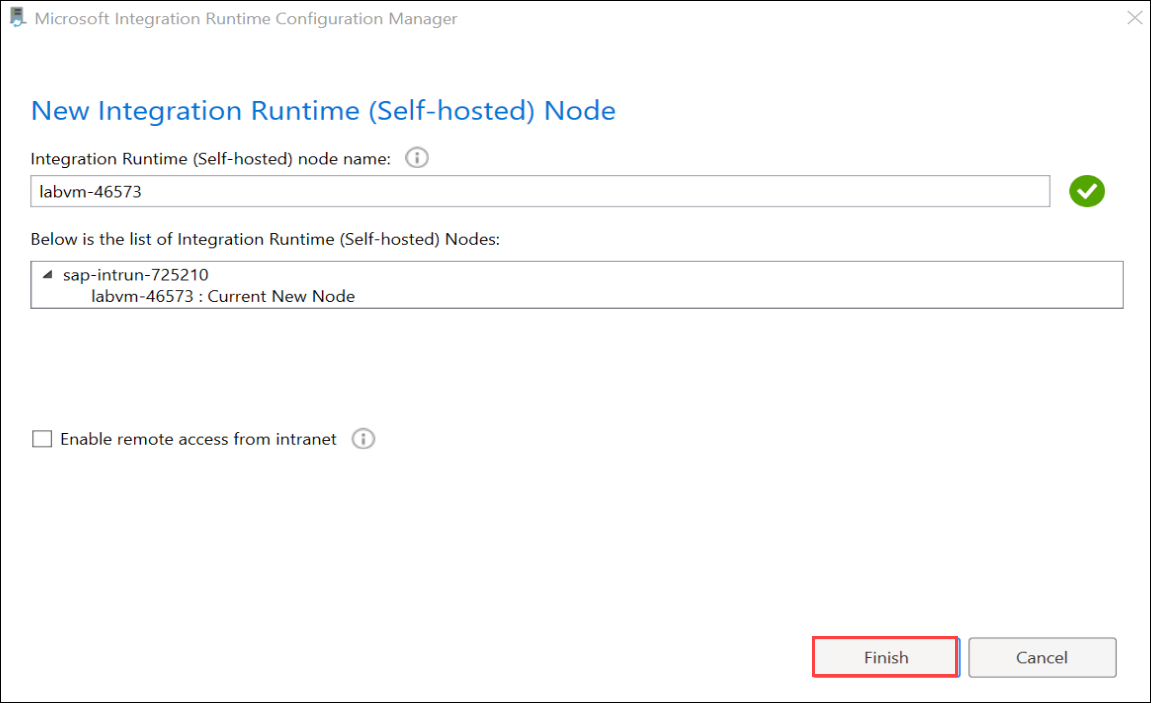 Microsoft Integration Runtime Configuration Manager
New Integration Runtime (Self-hosted) Node
Integration Runtime (Self-hosted) node name:
labvm-46573
Below is the list of Integration Runtime (Self-hosted) Nodes:
sap-intrun-725210
labvm-46573 : Current New Node
Enable remote access from intranet
Finish
Cancel